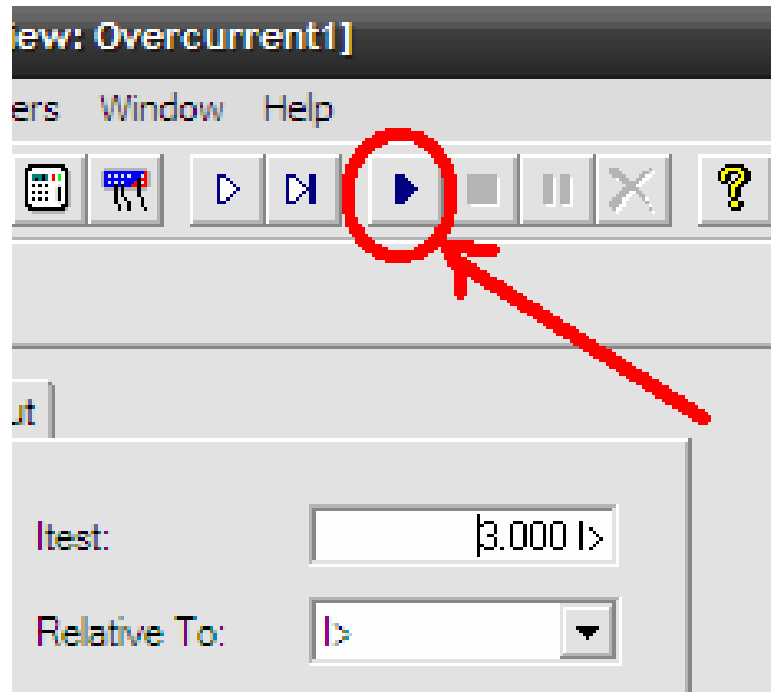 iew: Overcurrent1]
ers Window Help
ut
Itest: 3.000 I>
Relative To: I>